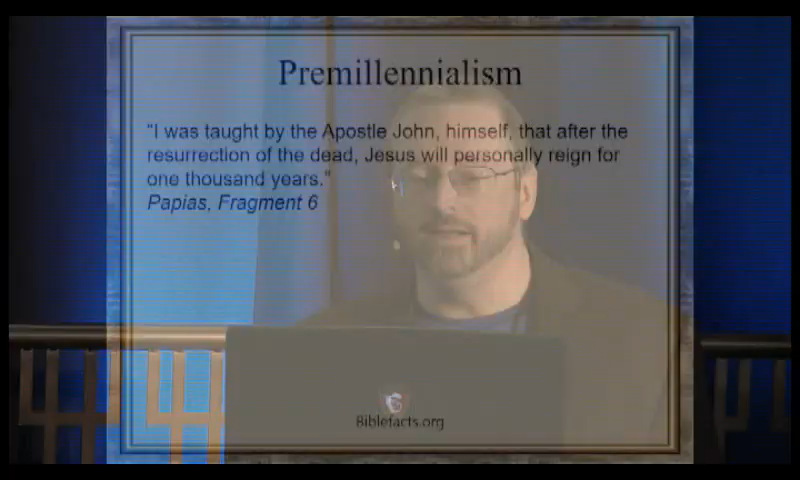 Premillennialism
"I was taught by the Apostle John, himself, that after the
resurrection of the dead, Jesus will personally reign for
one thousand years."
Papias, Fragment 6
Biblefacts.org